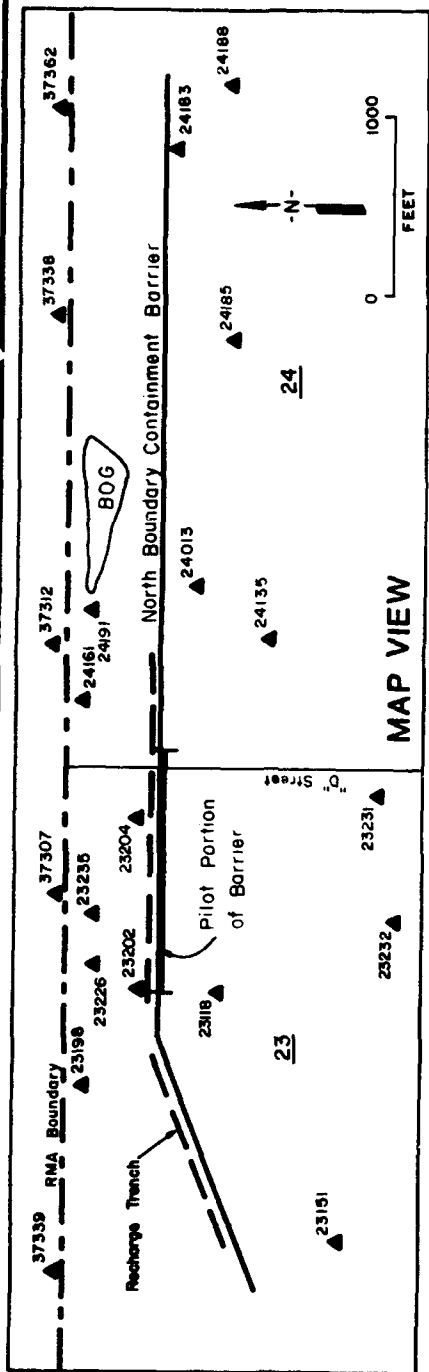 37339
RMA Boundary
23198
23226
23235
37307
24161
24191
37312
BOG
37338
37362
Recharge Trench
23202
23204
North Boundary Containment Barrier
24183
24188
Pilot Portion
of Barrier
23118
24013
24135
24185
23
"D" Street
24
-N-
23151
23232
23231
MAP VIEW
0 1000
FEET